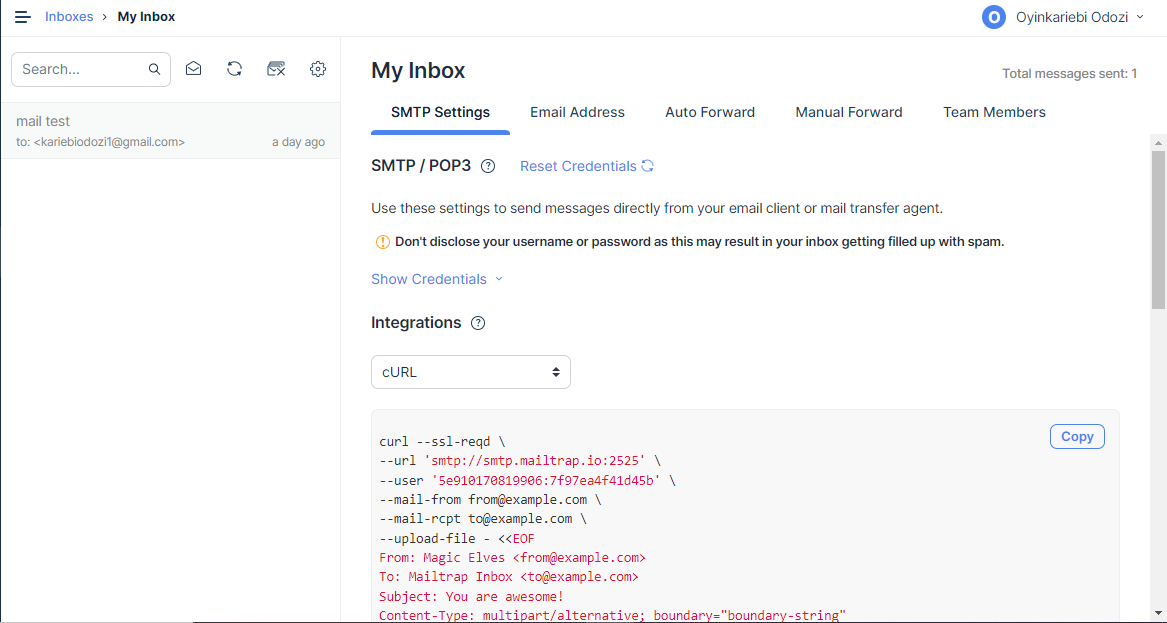 Inboxes › My Inbox
O Oyinkariebi Odozi
Search...
mail test
to: <kariebiodozi1@gmail.com> a day ago
My Inbox
Total messages sent: 1
SMTP Settings Email Address Auto Forward Manual Forward Team Members
SMTP / POP3 ? Reset Credentials
Use these settings to send messages directly from your email client or mail transfer agent.
! Don't disclose your username or password as this may result in your inbox getting filled up with spam.
Show Credentials
Integrations ?
cURL
Copy
curl --ssl-reqd \
--url 'smtp://smtp.mailtrap.io:2525' \
--user '5e910170819906:7f97ea4f41d45b' \
--mail-from from@example.com \
--mail-rcpt to@example.com \
--upload-file - <<EOF
From: Magic Elves <from@example.com>
To: Mailtrap Inbox <to@example.com>
Subject: You are awesome!
Content-Type: multipart/alternative; boundary="boundary-string"